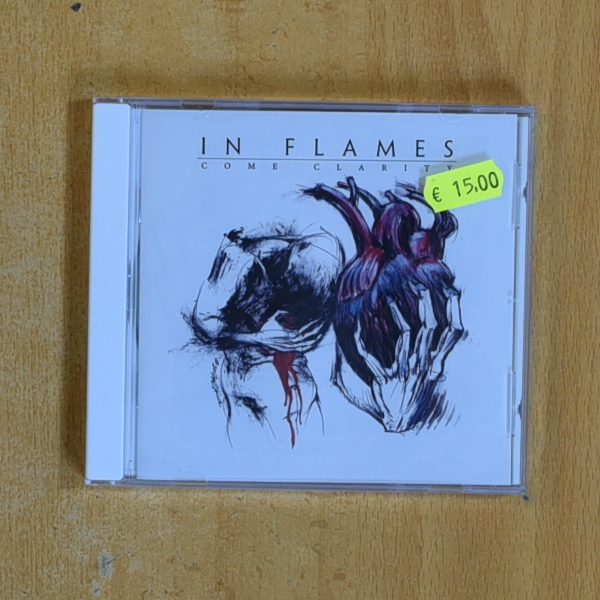 IN FLAMES
COME CLARITY
€ 15,00